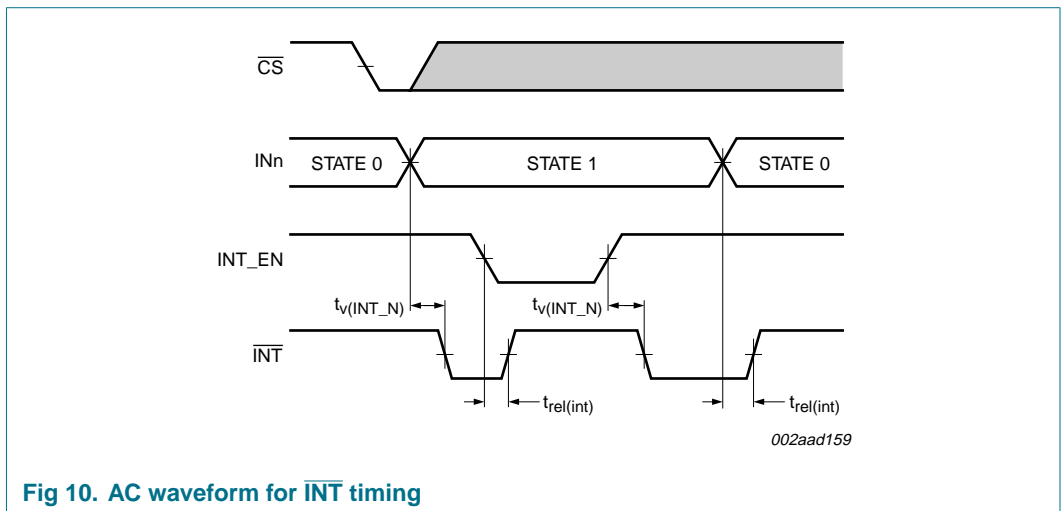 CS
INn STATE 0 STATE 1 STATE 0
INT_EN
tv(INT_N) tv(INT_N)
INT
trel(int) trel(int)
002aad159
Fig 10. AC waveform for INT timing